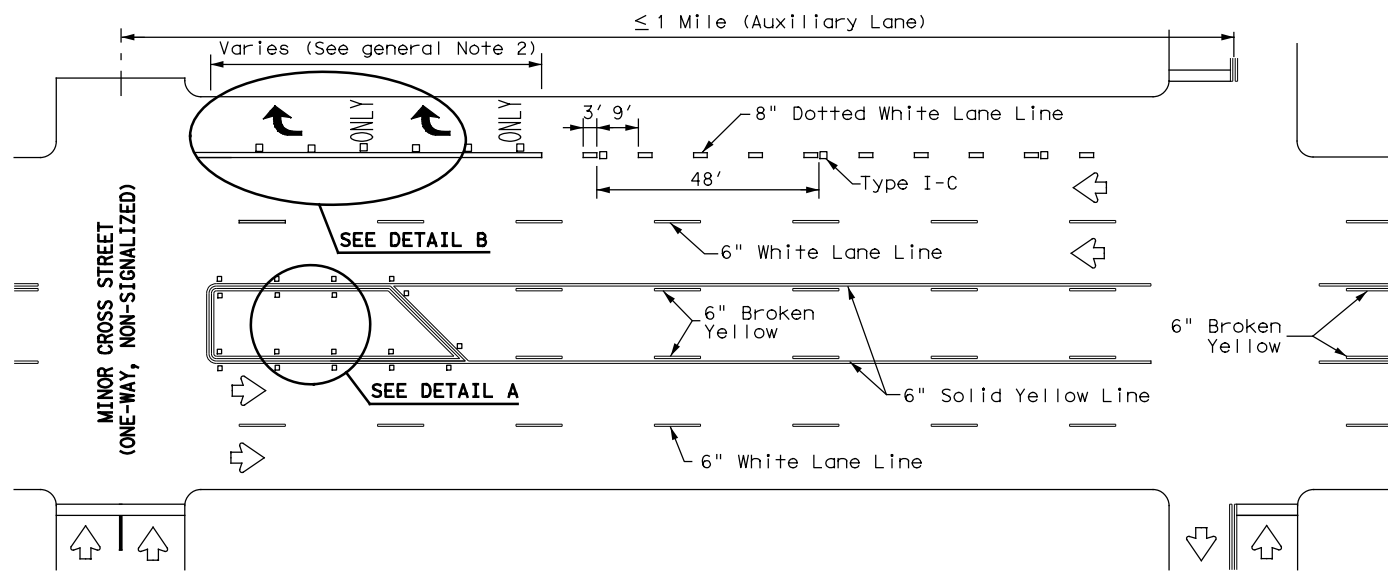 ≤ 1 Mile (Auxiliary Lane)
Varies (See general Note 2)
ONLY
ONLY
3' 9'
8" Dotted White Lane Line
48'
Type I-C
SEE DETAIL B
6" White Lane Line
MINOR CROSS STREET
(ONE-WAY, NON-SIGNALIZED)
6" Broken
Yellow
6" Broken
Yellow
SEE DETAIL A
6" Solid Yellow Line
6" White Lane Line